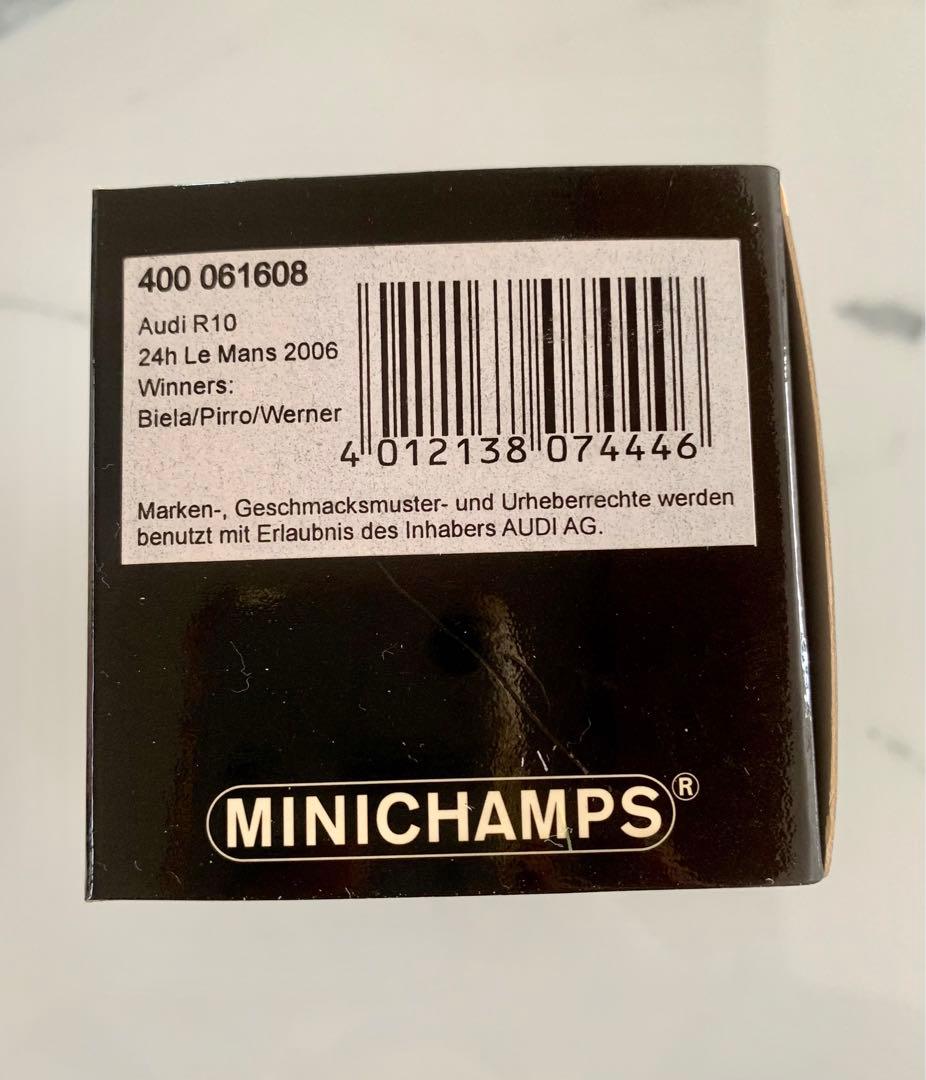 400 061608
Audi R10
24h Le Mans 2006
Winners:
Biela/Pirro/Werner
4 012138 074446
Marken-, Geschmacksmuster- und Urheberrechte werden
benutzt mit Erlaubnis des Inhabers AUDI AG.
MINICHAMPS®